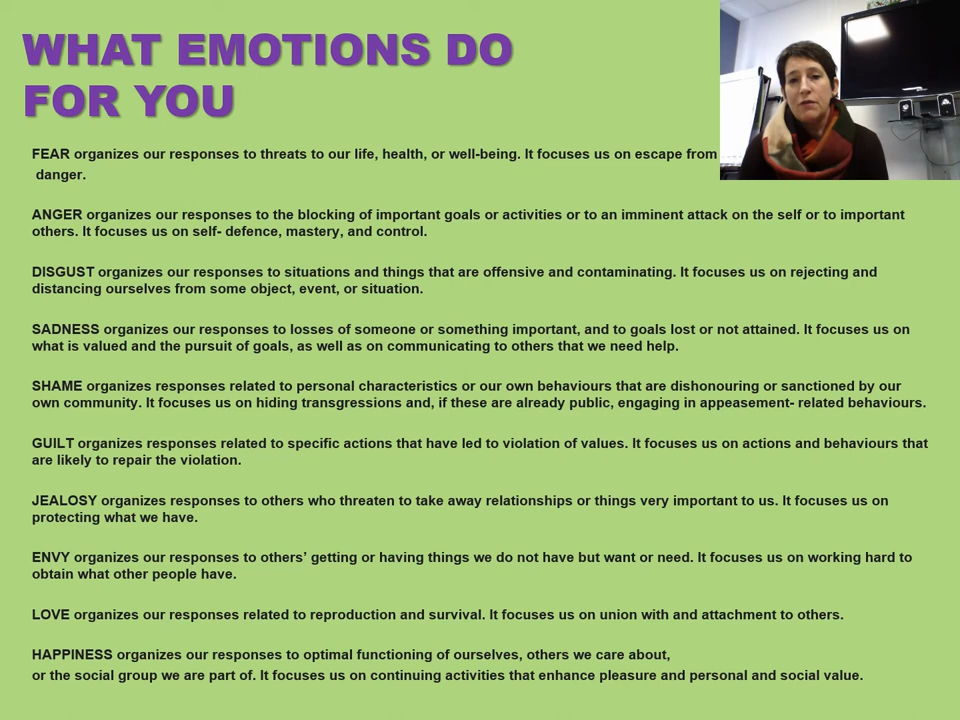 WHAT EMOTIONS DO
FOR YOU
FEAR organizes our responses to threats to our life, health, or well-being. It focuses us on escape from
danger.
ANGER organizes our responses to the blocking of important goals or activities or to an imminent attack on the self or to important
others. It focuses us on self- defence, mastery, and control.
DISGUST organizes our responses to situations and things that are offensive and contaminating. It focuses us on rejecting and
distancing ourselves from some object, event, or situation.
SADNESS organizes our responses to losses of someone or something important, and to goals lost or not attained. It focuses us on
what is valued and the pursuit of goals, as well as on communicating to others that we need help.
SHAME organizes responses related to personal characteristics or our own behaviours that are dishonouring or sanctioned by our
own community. It focuses us on hiding transgressions and, if these are already public, engaging in appeasement- related behaviours.
GUILT organizes responses related to specific actions that have led to violation of values. It focuses us on actions and behaviours that
are likely to repair the violation.
JEALOSY organizes responses to others who threaten to take away relationships or things very important to us. It focuses us on
protecting what we have.
ENVY organizes our responses to others’ getting or having things we do not have but want or need. It focuses us on working hard to
obtain what other people have.
LOVE organizes our responses related to reproduction and survival. It focuses us on union with and attachment to others.
HAPPINESS organizes our responses to optimal functioning of ourselves, others we care about,
or the social group we are part of. It focuses us on continuing activities that enhance pleasure and personal and social value.